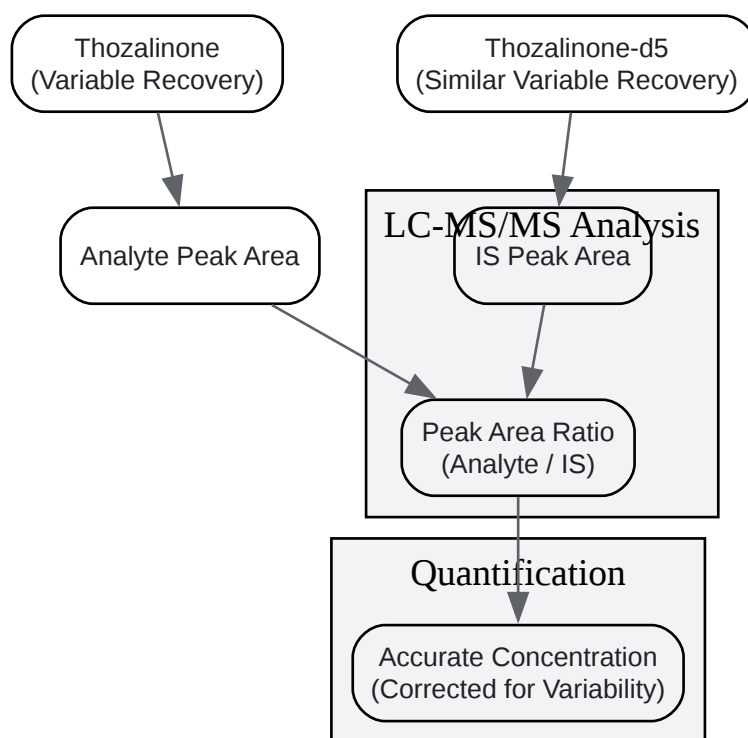 Thozalinone
(Variable Recovery)
Thozalinone-d5
(Similar Variable Recovery)
LC-MS/MS Analysis
Analyte Peak Area
IS Peak Area
Peak Area Ratio
(Analyte / IS)
Quantification
Accurate Concentration
(Corrected for Variability)